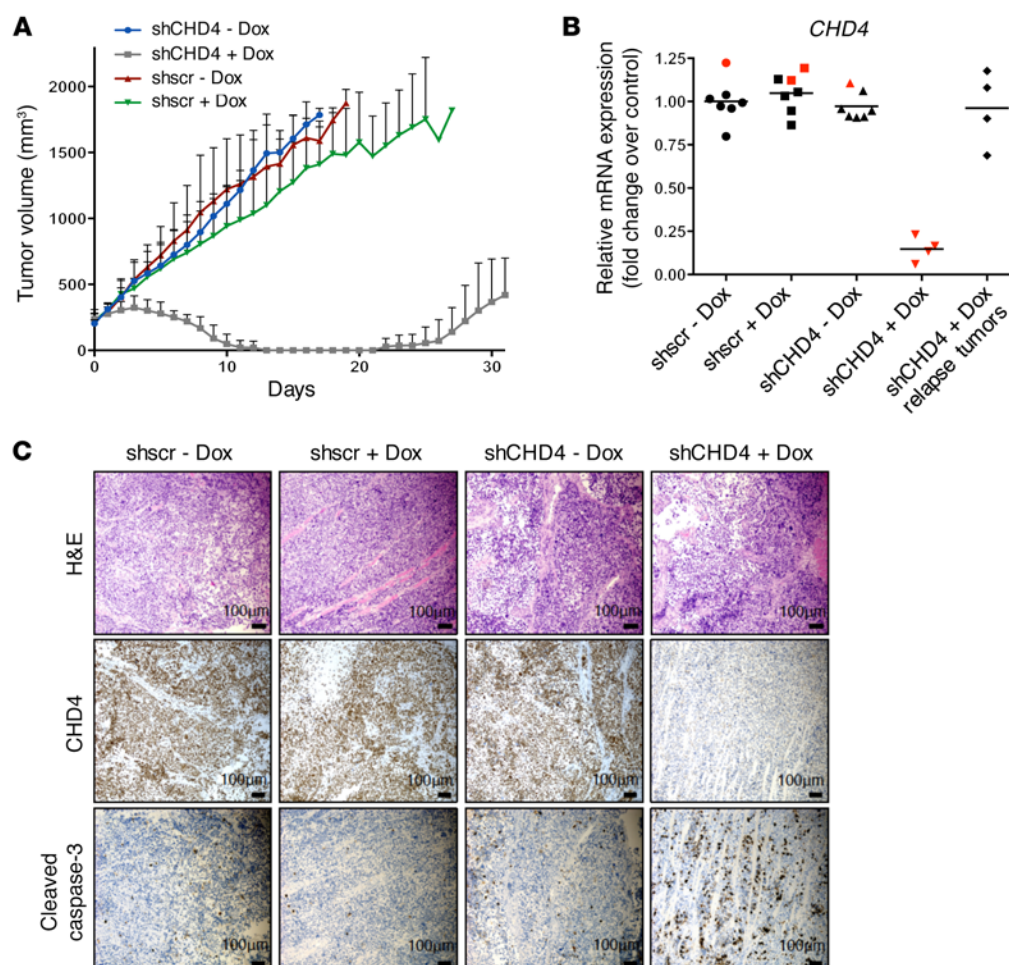 A
shCHD4 - Dox
shCHD4 + Dox
shscr - Dox
shscr + Dox
Tumor volume (mm³)
2000
1500
1000
500
0
0
10
20
30
Days
B
CHD4
Relative mRNA expression
(fold change over control)
1.25
1.00
0.75
0.50
0.25
0.00
shscr - Dox
shscr + Dox
shCHD4 - Dox
shCHD4 + Dox
shCHD4 + Dox
relapse tumors
C
shscr - Dox
shscr + Dox
shCHD4 - Dox
shCHD4 + Dox
H&E
100µm
100µm
100µm
100µm
CHD4
100µm
100µm
100µm
100µm
Cleaved
caspase-3
100µm
100µm
100µm
100µm